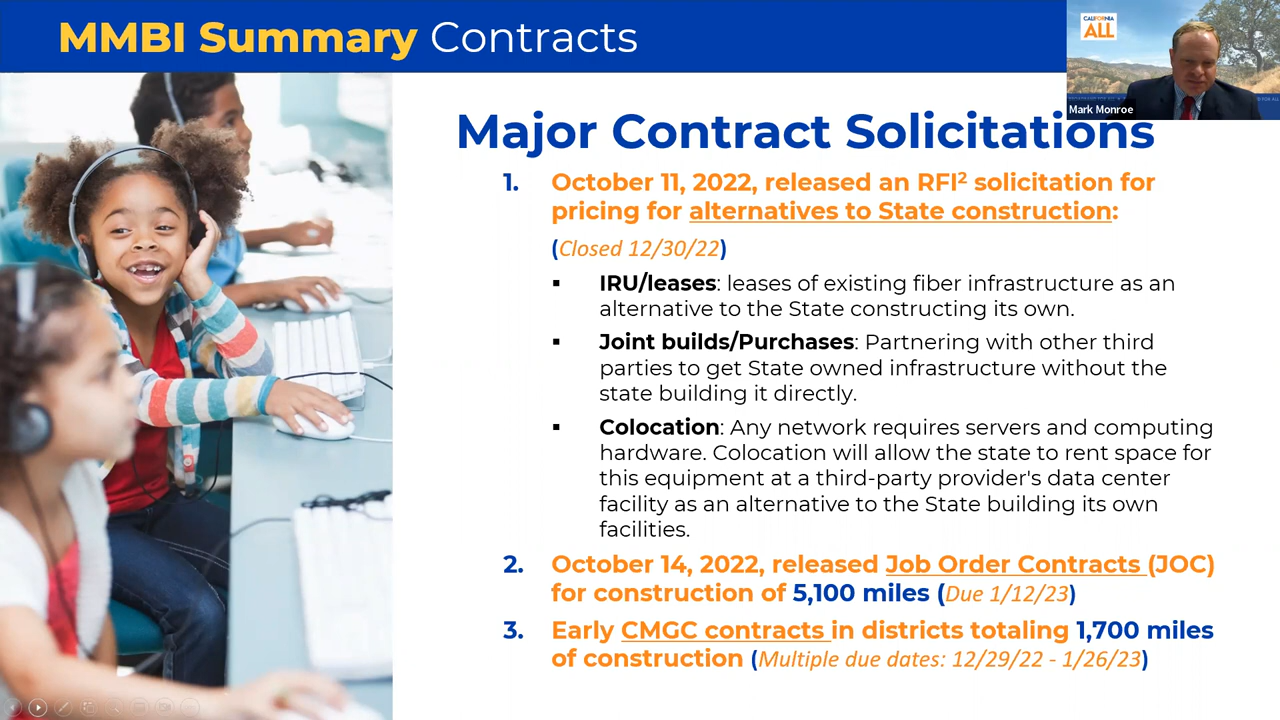 MMBI Summary Contracts
CALIFORNIA
ALL
Mark Monroe
Major Contract Solicitations
1. October 11, 2022, released an RFI² solicitation for
pricing for alternatives to State construction:
(Closed 12/30/22)
▪ IRU/leases: leases of existing fiber infrastructure as an
alternative to the State constructing its own.
▪ Joint builds/Purchases: Partnering with other third
parties to get State owned infrastructure without the
state building it directly.
▪ Colocation: Any network requires servers and computing
hardware. Colocation will allow the state to rent space for
this equipment at a third-party provider's data center
facility as an alternative to the State building its own
facilities.
2. October 14, 2022, released Job Order Contracts (JOC)
for construction of 5,100 miles (Due 1/12/23)
3. Early CMGC contracts in districts totaling 1,700 miles
of construction (Multiple due dates: 12/29/22 - 1/26/23)